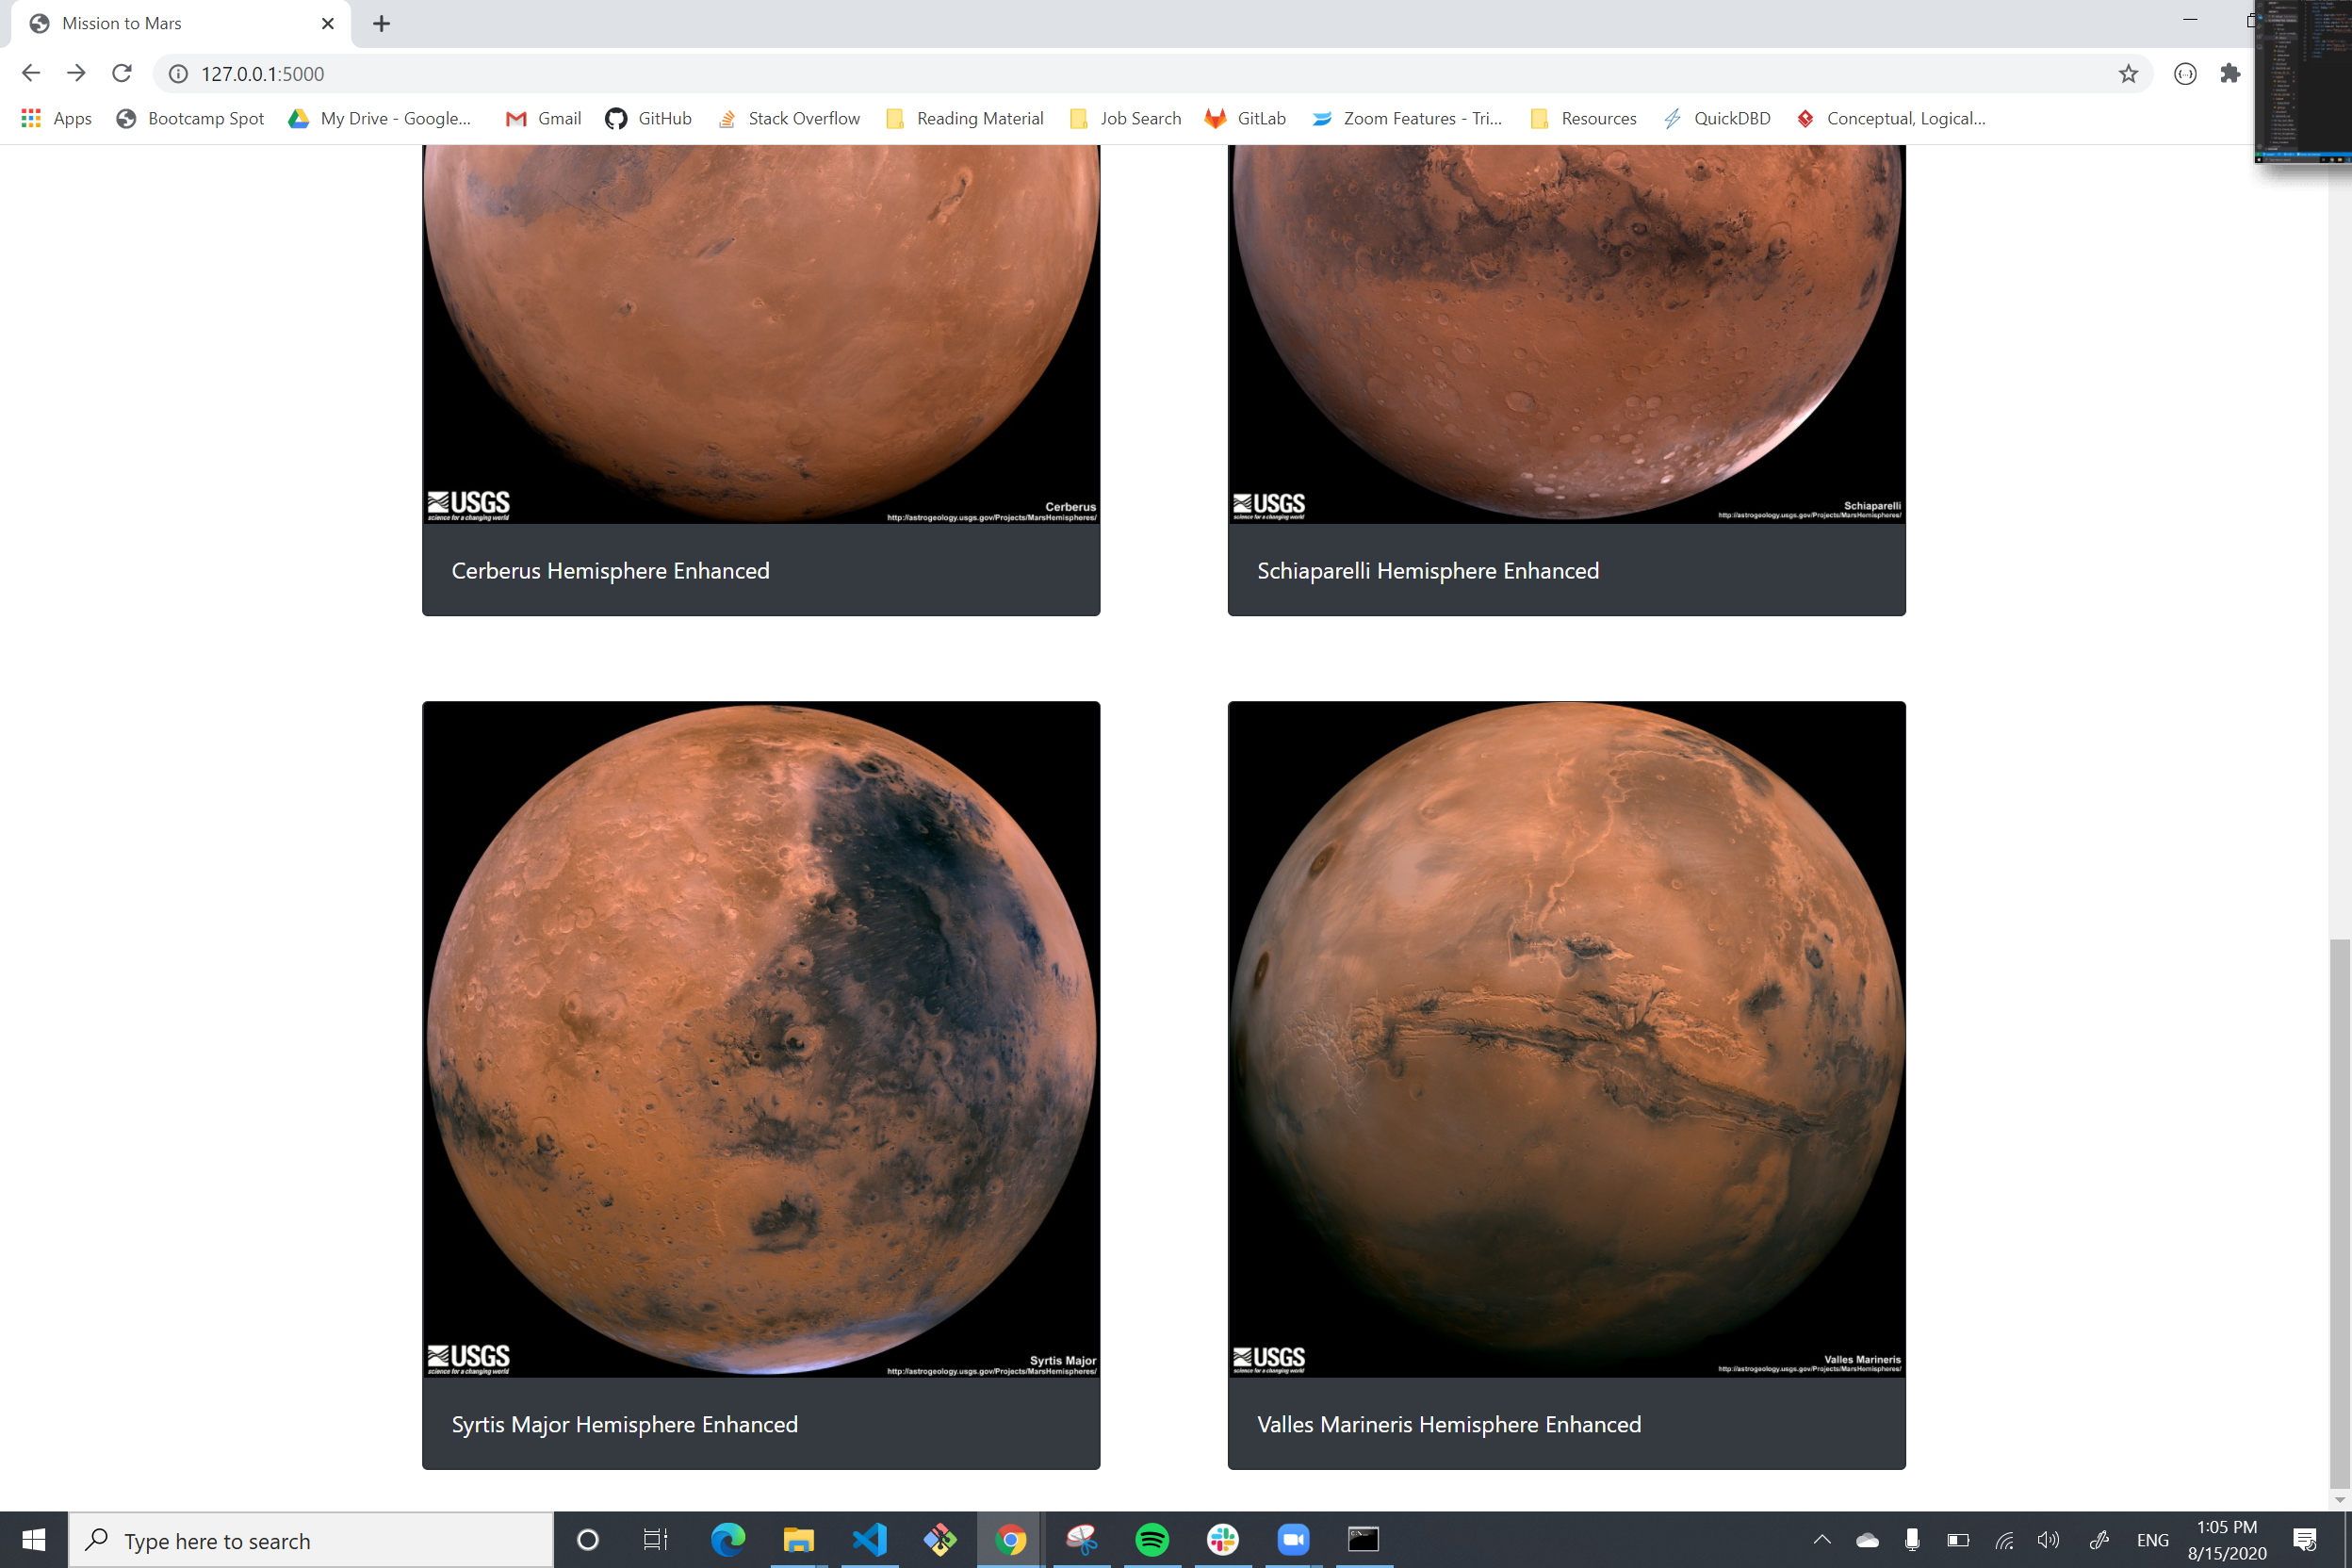 Mission to Mars
127.0.0.1:5000
Apps Bootcamp Spot My Drive - Google... Gmail GitHub Stack Overflow Reading Material Job Search GitLab Zoom Features - Tri... Resources QuickDBD Conceptual, Logical...
USGS
science for a changing world
Cerberus
http://astrogeology.usgs.gov/Projects/MarsHemispheres/
Cerberus Hemisphere Enhanced
USGS
science for a changing world
Schiaparelli
http://astrogeology.usgs.gov/Projects/MarsHemispheres/
Schiaparelli Hemisphere Enhanced
USGS
science for a changing world
Syrtis Major
http://astrogeology.usgs.gov/Projects/MarsHemispheres/
Syrtis Major Hemisphere Enhanced
USGS
science for a changing world
Valles Marineris
http://astrogeology.usgs.gov/Projects/MarsHemispheres/
Valles Marineris Hemisphere Enhanced
Type here to search
ENG
1:05 PM
8/15/2020